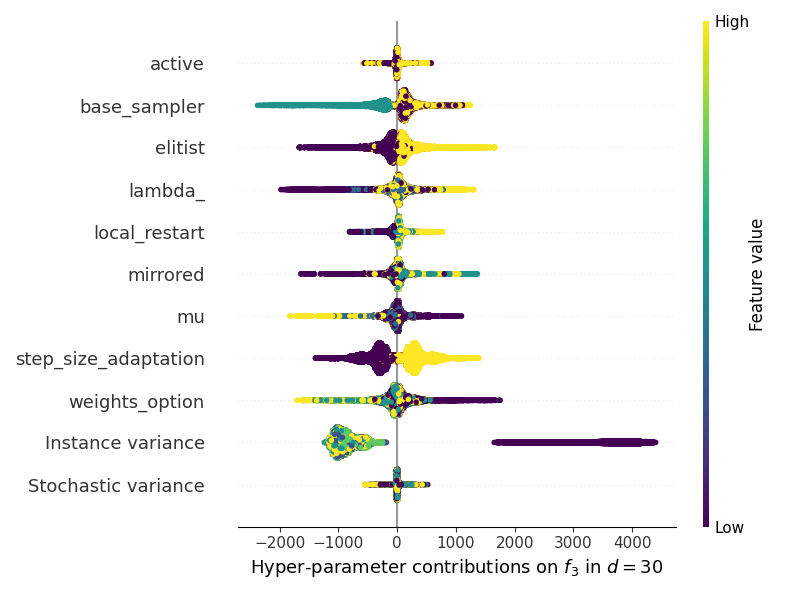 High
active
base_sampler
elitist
lambda_
local_restart
mirrored
mu
step_size_adaptation
weights_option
Instance variance
Stochastic variance
Feature value
Low
−2000 −1000 0 1000 2000 3000 4000
Hyper-parameter contributions on f₃ in d = 30